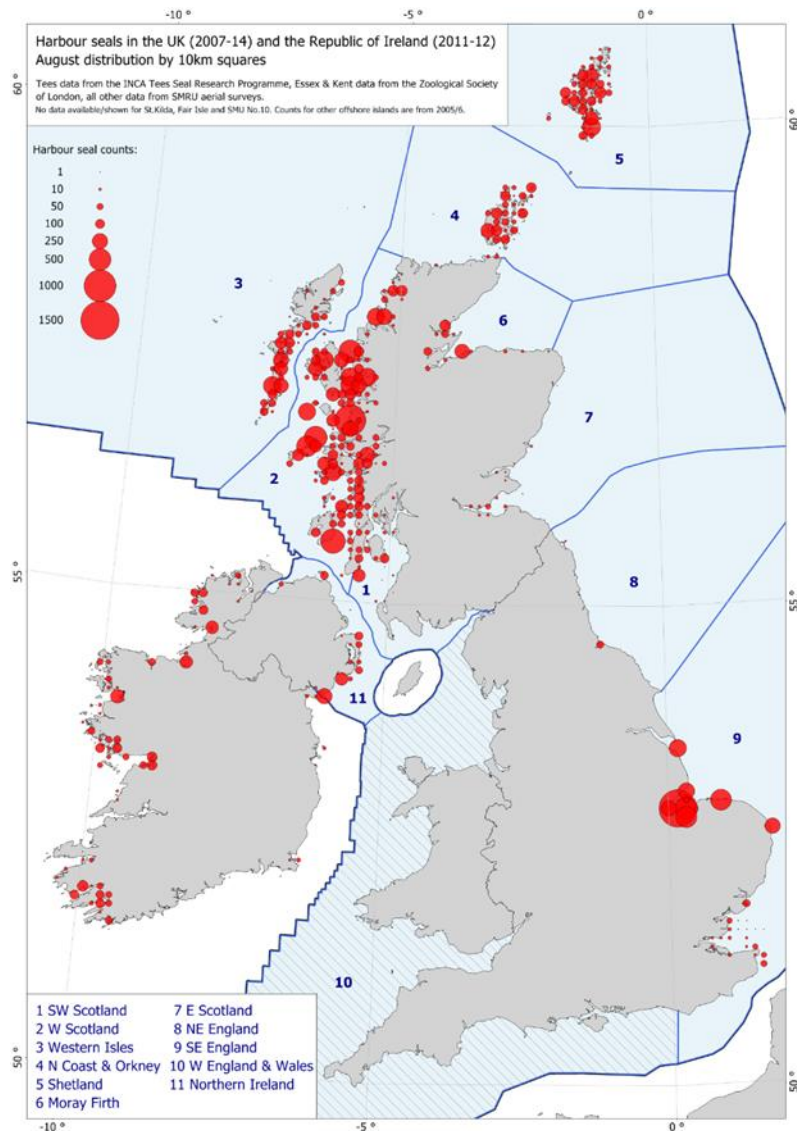 -10 °
-5 °
0 °
Harbour seals in the UK (2007-14) and the Republic of Ireland (2011-12)
August distribution by 10km squares
Tees data from the INCA Tees Seal Research Programme, Essex & Kent data from the Zoological Society
of London, all other data from SMRU aerial surveys.
No data available/shown for St.Kilda, Fair Isle and SMU No.10. Counts for other offshore islands are from 2005/6.
60°
60°
Harbour seal counts:
1
10
50
100
250
500
1000
1500
5
4
3
6
7
2
55°
55°
1
8
11
9
10
50°
50°
1 SW Scotland
2 W Scotland
3 Western Isles
4 N Coast & Orkney
5 Shetland
6 Moray Firth
7 E Scotland
8 NE England
9 SE England
10 W England & Wales
11 Northern Ireland
-10 °
-5 °
0 °